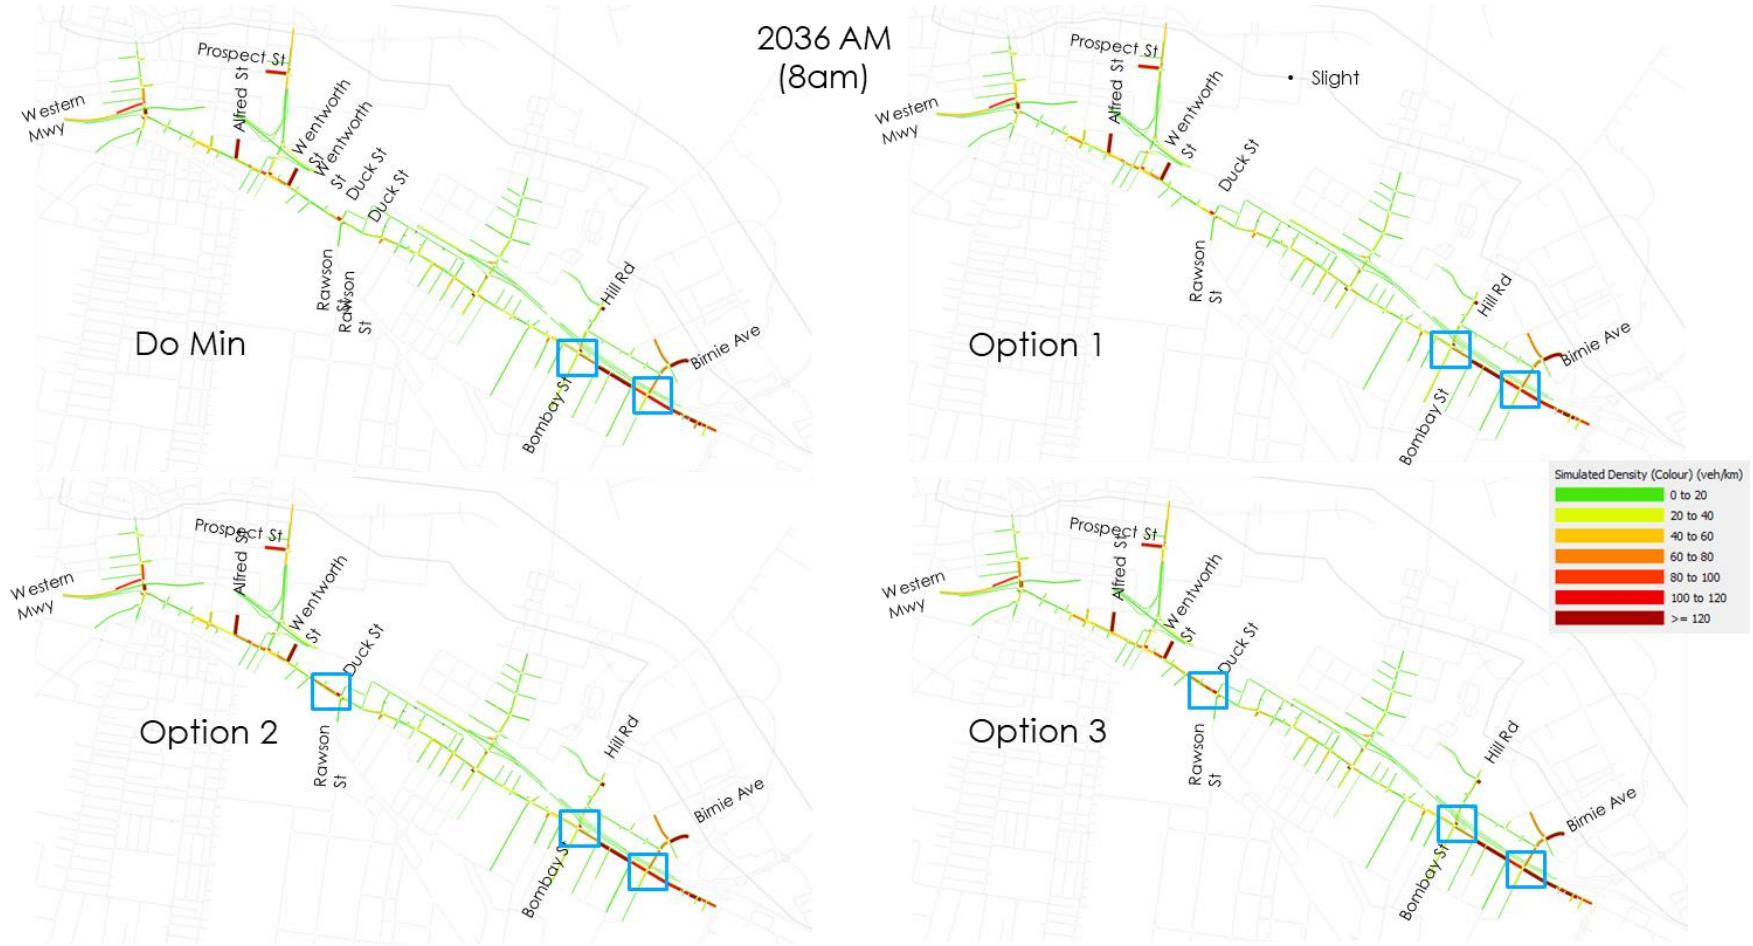 2036 AM
(8am)
• Slight
Prospect St
Alfred St
Western
Mwy
Wentworth
St
Wentworth
St
Duck St
Duck St
Rawson
St
Rawson
St
Hill Rd
Birnie Ave
Bombay St
Do Min
Prospect St
Alfred St
Western
Mwy
Wentworth
St
Duck St
Rawson
St
Hill Rd
Birnie Ave
Bombay St
Option 1
Prospect St
Alfred St
Western
Mwy
Wentworth
St
Duck St
Rawson
St
Hill Rd
Birnie Ave
Bombay St
Option 2
Prospect St
Alfred St
Western
Mwy
Wentworth
St
Duck St
Rawson
St
Hill Rd
Birnie Ave
Bombay St
Option 3
Simulated Density (Colour) (veh/km)
0 to 20
20 to 40
40 to 60
60 to 80
80 to 100
100 to 120
>= 120